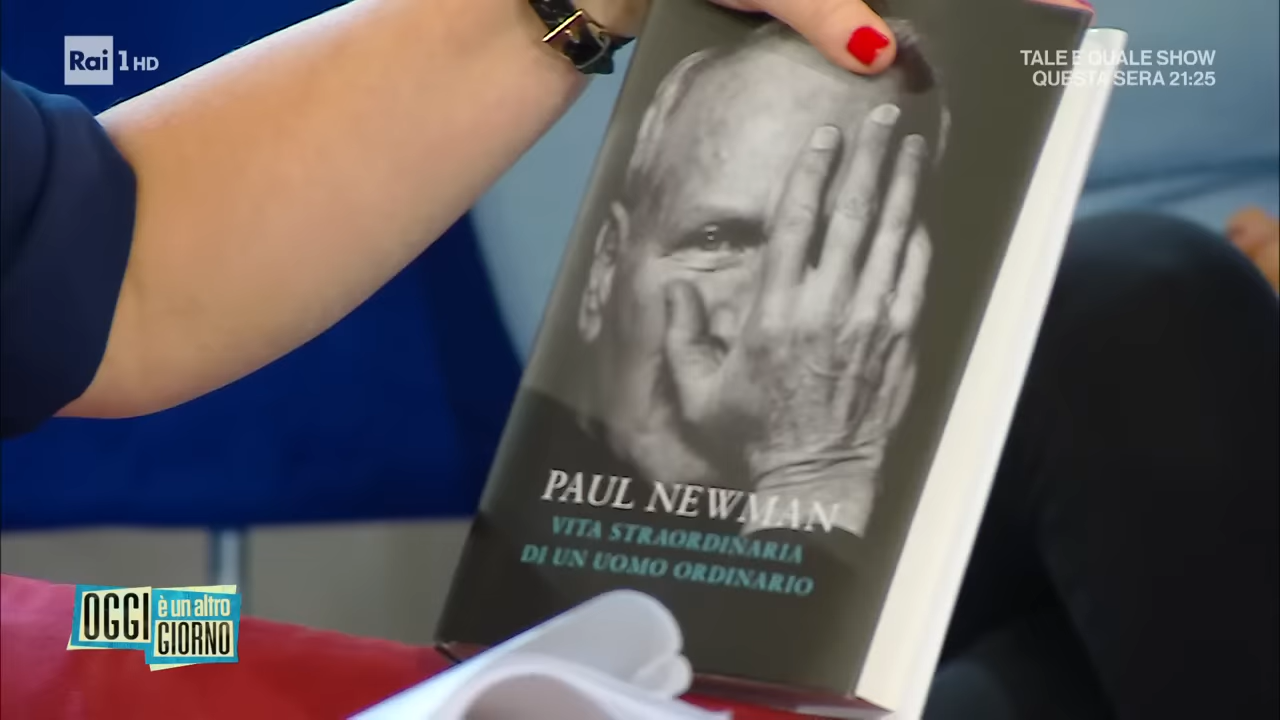 Rai 1 HD
TALE E QUALE SHOW
QUESTA SERA 21:25
PAUL NEWMAN
VITA STRAORDINARIA
DI UN UOMO ORDINARIO
OGGI è un altro
GIORNO